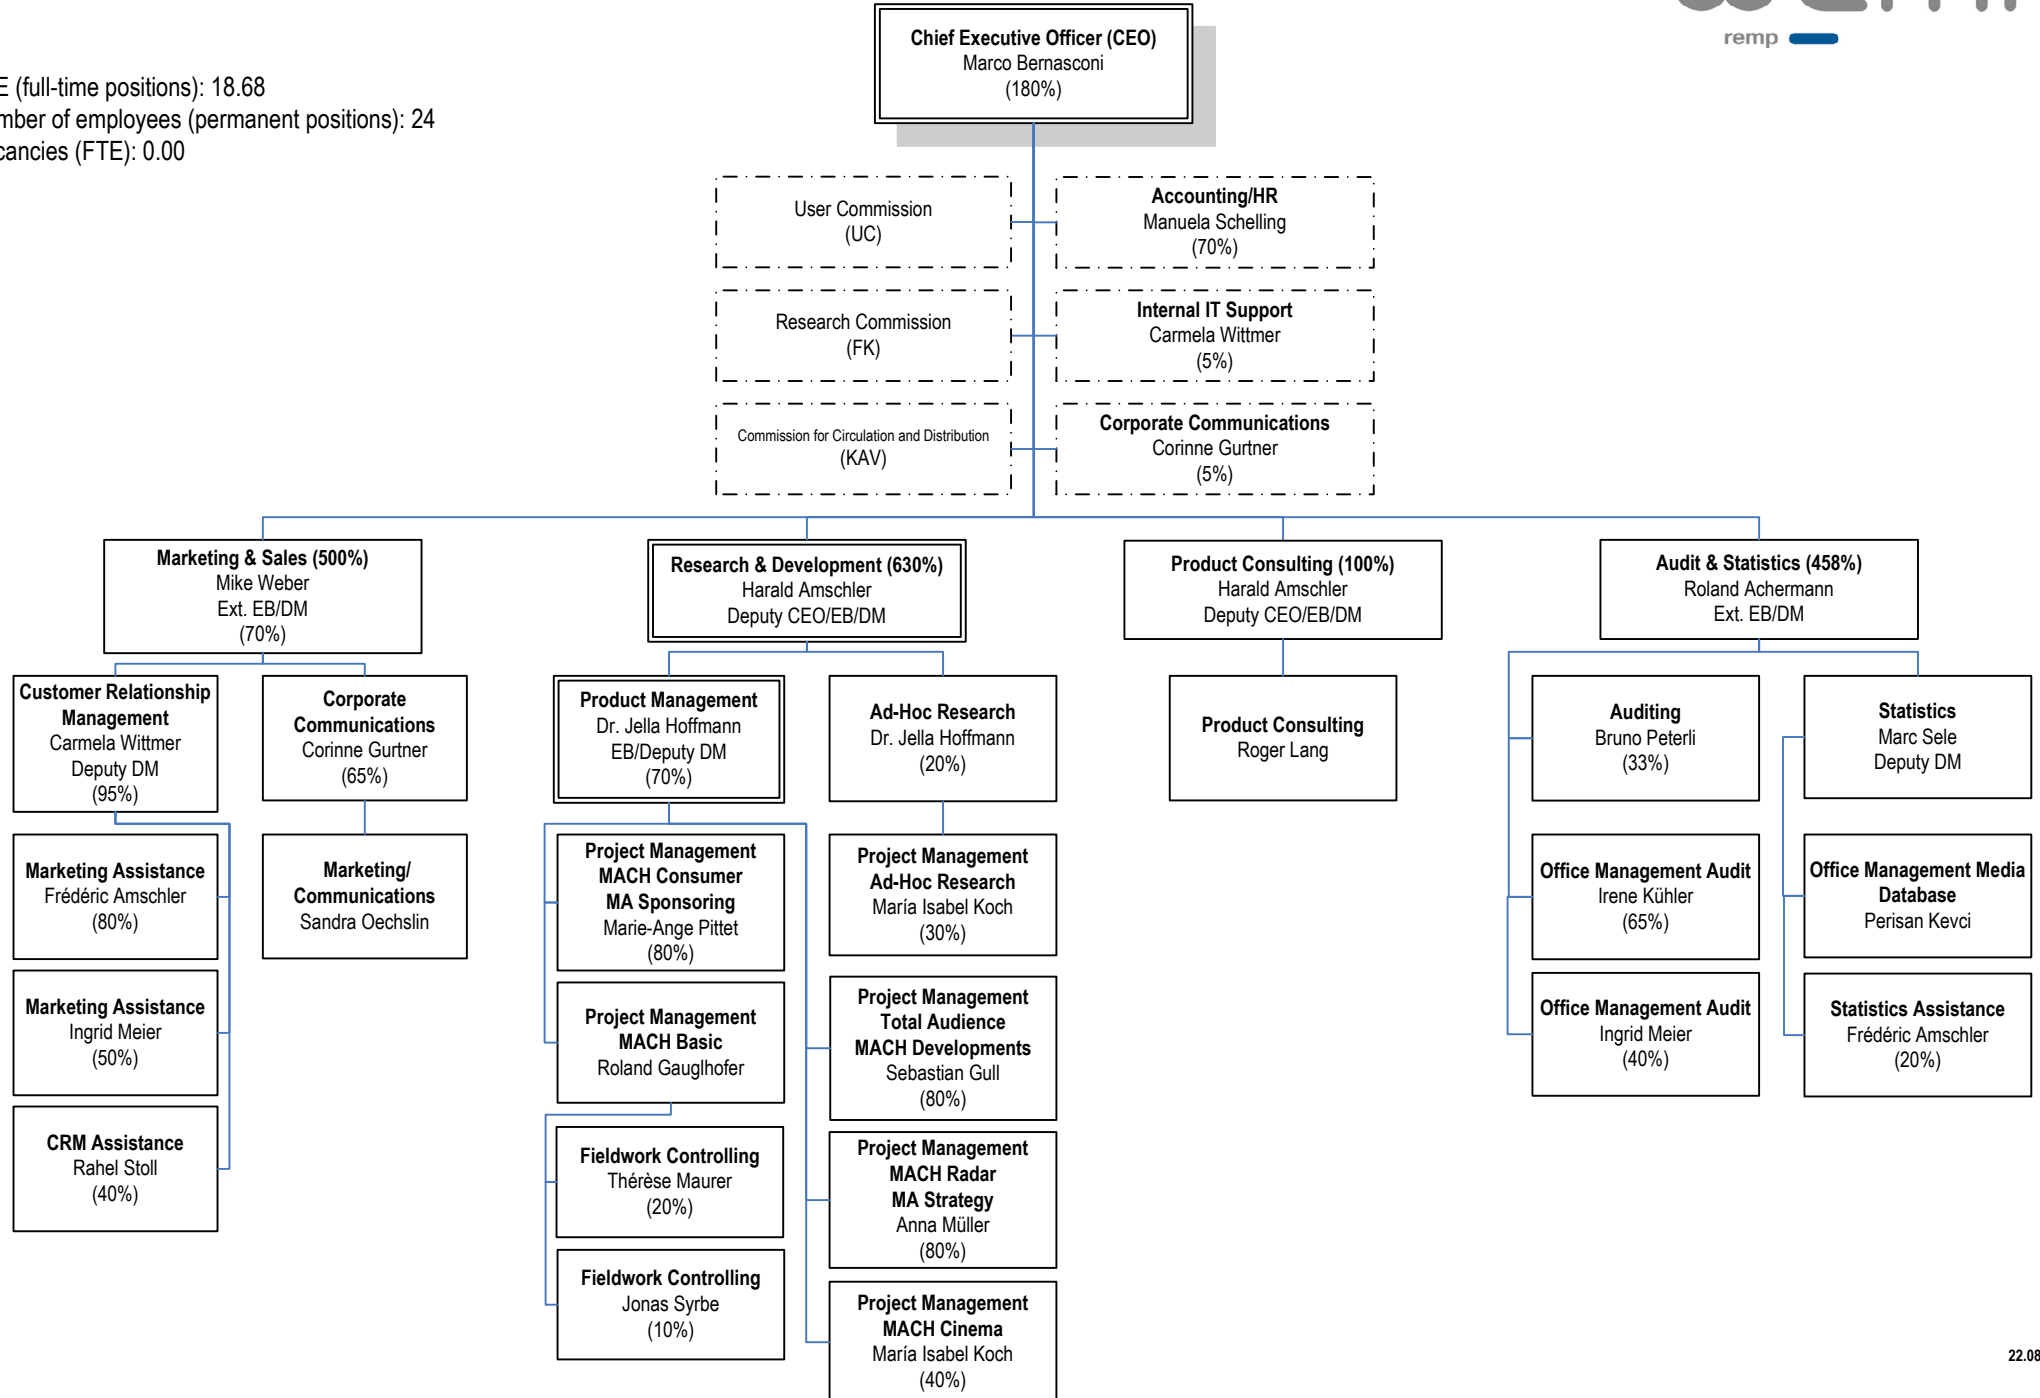 Chief Executive Officer (CEO)
Marco Bernasconi
(180%)
remp
(full-time positions): 18.68
of employees (permanent positions): 24
(FTE): 0.00
User Commission
(UC)
Accounting/HR
Manuela Schelling
(70%)
Research Commission
(FK)
Internal IT Support
Carmela Wittmer
(5%)
Commission for Circulation and Distribution
(KAV)
Corporate Communications
Corinne Gurtner
(5%)
Marketing & Sales (500%)
Mike Weber
Ext. EB/DM
(70%)
Research & Development (630%)
Harald Amschler
Deputy CEO/EB/DM
Product Consulting (100%)
Harald Amschler
Deputy CEO/EB/DM
Audit & Statistics (458%)
Roland Achermann
Ext. EB/DM
Customer Relationship
Management
Carmela Wittmer
Deputy DM
(95%)
Corporate
Communications
Corinne Gurtner
(65%)
Product Management
Dr. Jella Hoffmann
EB/Deputy DM
(70%)
Ad-Hoc Research
Dr. Jella Hoffmann
(20%)
Product Consulting
Roger Lang
Auditing
Bruno Peterli
(33%)
Statistics
Marc Sele
Deputy DM
Marketing Assistance
Frédéric Amschler
(80%)
Marketing/
Communications
Sandra Oechslin
Project Management
MACH Consumer
MA Sponsoring
Marie-Ange Pittet
(80%)
Project Management
Ad-Hoc Research
María Isabel Koch
(30%)
Office Management Audit
Irene Kühler
(65%)
Office Management Media
Database
Perisan Kevci
Marketing Assistance
Ingrid Meier
(50%)
Project Management
MACH Basic
Roland Gauglhofer
Project Management
Total Audience
MACH Developments
Sebastian Gull
(80%)
Office Management Audit
Ingrid Meier
(40%)
Statistics Assistance
Frédéric Amschler
(20%)
CRM Assistance
Rahel Stoll
(40%)
Fieldwork Controlling
Thérèse Maurer
(20%)
Project Management
MACH Radar
MA Strategy
Anna Müller
(80%)
Fieldwork Controlling
Jonas Syrbe
(10%)
Project Management
MACH Cinema
María Isabel Koch
(40%)
22.08